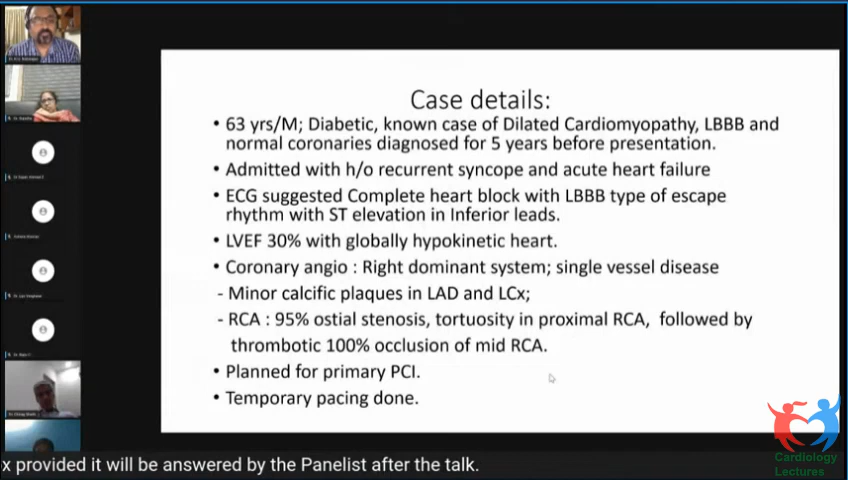 Case details:
• 63 yrs/M; Diabetic, known case of Dilated Cardiomyopathy, LBBB and
normal coronaries diagnosed for 5 years before presentation.
• Admitted with h/o recurrent syncope and acute heart failure
• ECG suggested Complete heart block with LBBB type of escape
rhythm with ST elevation in Inferior leads.
• LVEF 30% with globally hypokinetic heart.
• Coronary angio : Right dominant system; single vessel disease
- Minor calcific plaques in LAD and LCx;
- RCA : 95% ostial stenosis, tortuosity in proximal RCA, followed by
thrombotic 100% occlusion of mid RCA.
• Planned for primary PCI.
• Temporary pacing done.
Cardiology
Lectures
x provided it will be answered by the Panelist after the talk.